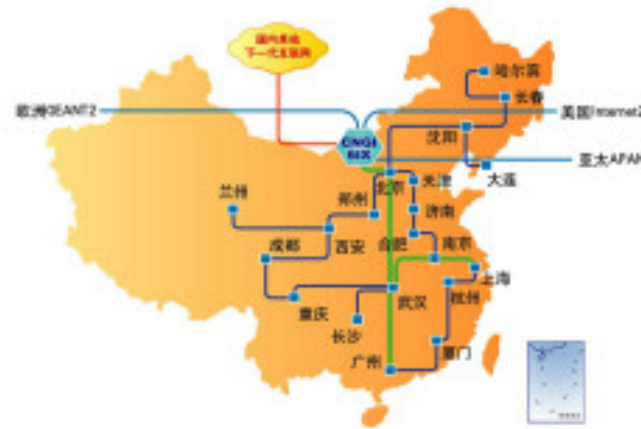 国内其他
下一代互联网
哈尔滨
长春
欧洲GEANT2
美国Internet2
沈阳
CNGI
6IX
亚太APAN
大连
北京
天津
兰州
郑州
济南
成都
西安
合肥
南京
上海
杭州
重庆
武汉
长沙
广州
厦门